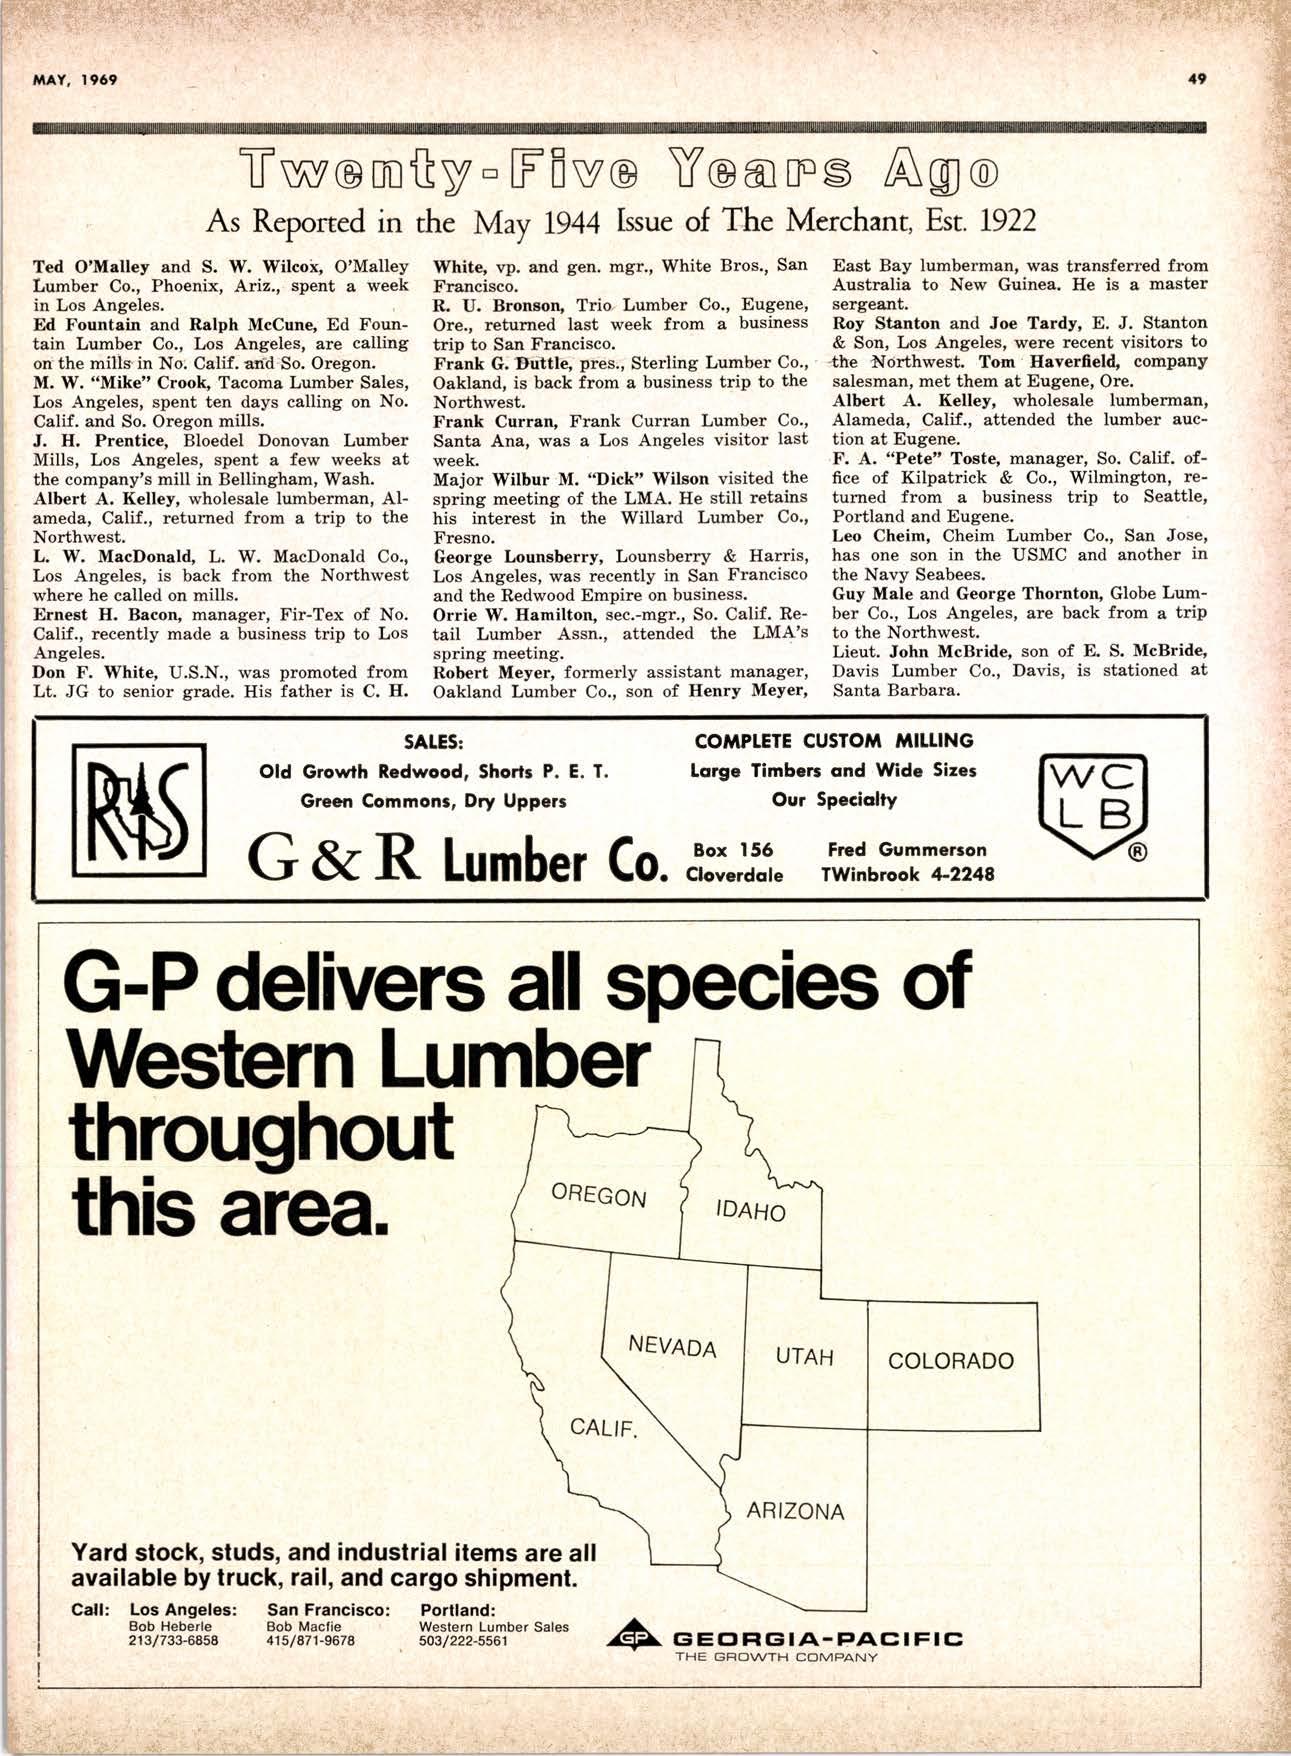 MAY, 1969
49
Twenty-Five Years Ago
As Reported in the May 1944 Issue of The Merchant, Est. 1922
Ted O'Malley and S. W. Wilcox, O'Malley
Lumber Co., Phoenix, Ariz., spent a week
in Los Angeles.
Ed Fountain and Ralph McCune, Ed Foun-
tain Lumber Co., Los Angeles, are calling
on the mills in No. Calif. and So. Oregon.
M. W. "Mike" Crook, Tacoma Lumber Sales,
Los Angeles, spent ten days calling on No.
Calif. and So. Oregon mills.
J. H. Prentice, Bloedel Donovan Lumber
Mills, Los Angeles, spent a few weeks at
the company's mill in Bellingham, Wash.
Albert A. Kelley, wholesale lumberman, Al-
ameda, Calif., returned from a trip to the
Northwest.
L. W. MacDonald, L. W. MacDonald Co.,
Los Angeles, is back from the Northwest
where he called on mills.
Ernest H. Bacon, manager, Fir-Tex of No.
Calif., recently made a business trip to Los
Angeles.
Don F. White, U.S.N., was promoted from
Lt. JG to senior grade. His father is C. H.
White, vp. and gen. mgr., White Bros., San
Francisco.
R. U. Bronson, Trio Lumber Co., Eugene,
Ore., returned last week from a business
trip to San Francisco.
Frank G. Duttle, pres., Sterling Lumber Co.,
Oakland, is back from a business trip to the
Northwest.
Frank Curran, Frank Curran Lumber Co.,
Santa Ana, was a Los Angeles visitor last
week.
Major Wilbur M. "Dick" Wilson visited the
spring meeting of the LMA. He still retains
his interest in the Willard Lumber Co.,
Fresno.
George Lounsberry, Lounsberry & Harris,
Los Angeles, was recently in San Francisco
and the Redwood Empire on business.
Orrie W. Hamilton, sec.-mgr., So. Calif. Re-
tail Lumber Assn., attended the LMA's
spring meeting.
Robert Meyer, formerly assistant manager,
Oakland Lumber Co., son of Henry Meyer,
East Bay lumberman, was transferred from
Australia to New Guinea. He is a master
sergeant.
Roy Stanton and Joe Tardy, E. J. Stanton
& Son, Los Angeles, were recent visitors to
the Northwest. Tom Haverfield, company
salesman, met them at Eugene, Ore.
Albert A. Kelley, wholesale lumberman,
Alameda, Calif., attended the lumber auc-
tion at Eugene.
F. A. "Pete" Toste, manager, So. Calif. of-
fice of Kilpatrick & Co., Wilmington, re-
turned from a business trip to Seattle,
Portland and Eugene.
Leo Cheim, Cheim Lumber Co., San Jose,
has one son in the USMC and another in
the Navy Seabees.
Guy Male and George Thornton, Globe Lum-
ber Co., Los Angeles, are back from a trip
to the Northwest.
Lieut. John McBride, son of E. S. McBride,
Davis Lumber Co., Davis, is stationed at
Santa Barbara.
RIS
SALES:
Old Growth Redwood, Shorts P. E. T.
Green Commons, Dry Uppers
COMPLETE CUSTOM MILLING
Large Timbers and Wide Sizes
Our Specialty
G & R Lumber Co.
Box 156
Cloverdale
Fred Gummerson
TWinbrook 4-2248
WC
LB
®
G-P delivers all species of
Western Lumber
throughout
this area.
OREGON
IDAHO
NEVADA
UTAH
COLORADO
CALIF.
ARIZONA
Yard stock, studs, and industrial items are all
available by truck, rail, and cargo shipment.
Call: Los Angeles: San Francisco: Portland:
Bob Heberle Bob Macfie Western Lumber Sales
213/733-6858 415/871-9678 503/222-5561
GP GEORGIA-PACIFIC
THE GROWTH COMPANY